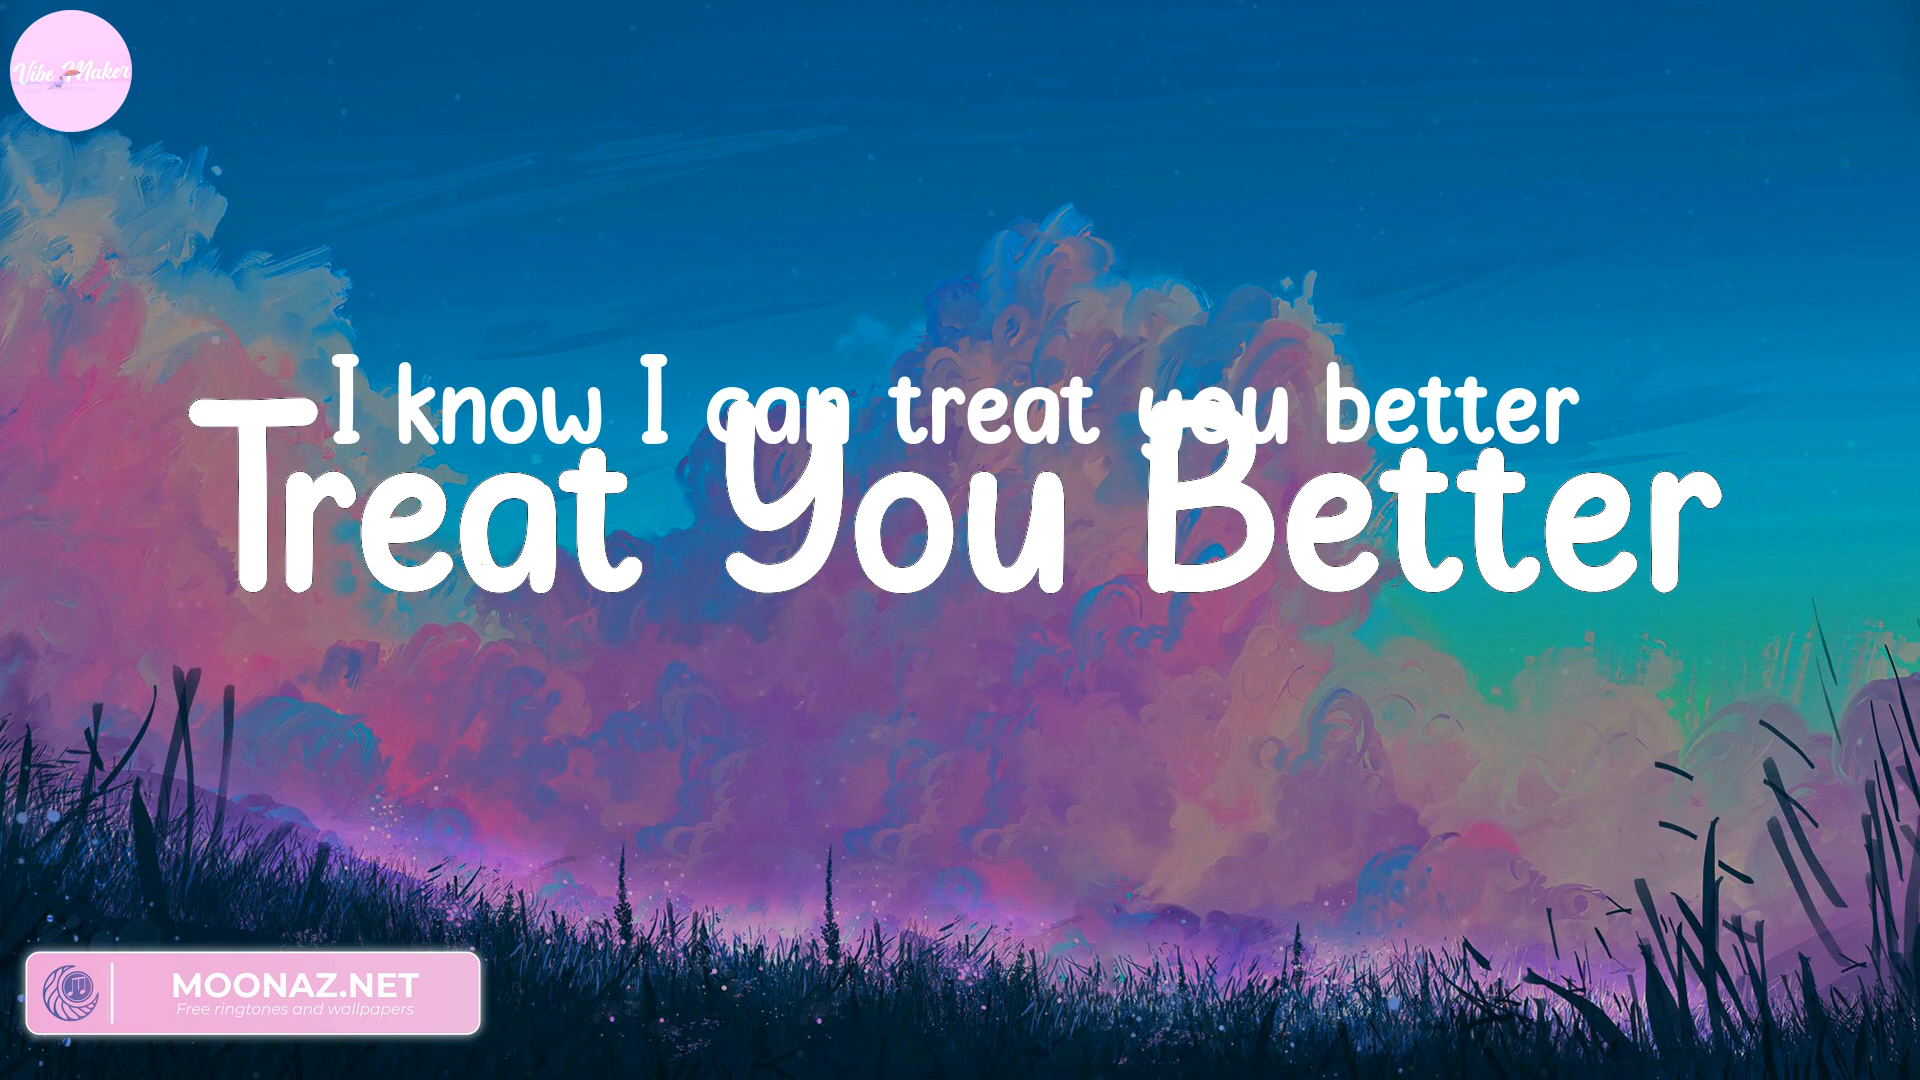 Vibe Maker
I know I can treat you better
Treat You Better
MOONAZ.NET
Free ringtones and wallpapers